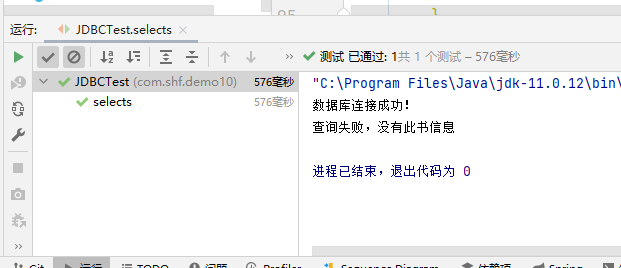 95
}
运行: JDBCTest.selects
测试 已通过: 1共 1 个测试 – 576毫秒
JDBCTest (com.shf.demo10) 576毫秒
selects 576毫秒
"C:\Program Files\Java\jdk-11.0.12\bin\
数据库连接成功!
查询失败，没有此书信息
进程已结束，退出代码为 0
Git 运行 TODO 问题 Profiler Sequence Diagram 依赖项 Spring